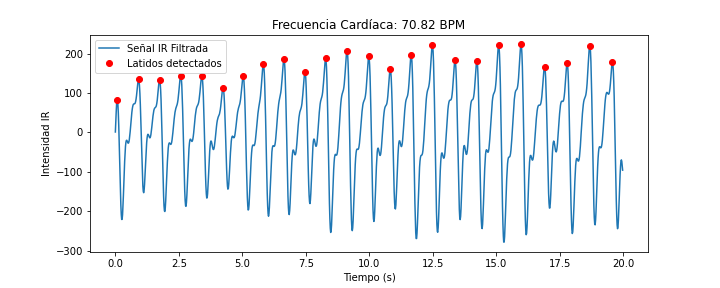 Frecuencia Cardíaca: 70.82 BPM
Señal IR Filtrada
Latidos detectados
Intensidad IR
200
100
0
−100
−200
−300
0.0 2.5 5.0 7.5 10.0 12.5 15.0 17.5 20.0
Tiempo (s)